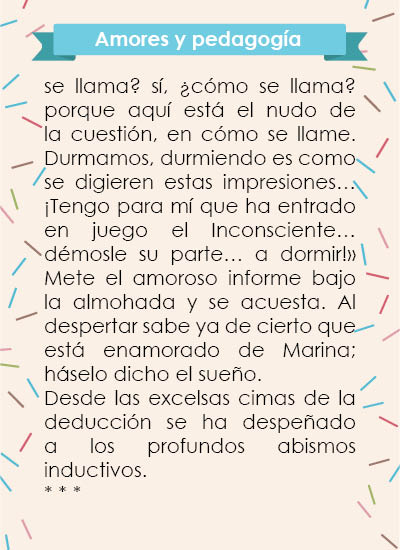 Amores y pedagogía
se llama? sí, ¿cómo se llama?
porque aquí está el nudo de
la cuestión, en cómo se llame.
Durmamos, durmiendo es como
se digieren estas impresiones...
¡Tengo para mí que ha entrado
en juego el Inconsciente...
démosle su parte... a dormir!»
Mete el amoroso informe bajo
la almohada y se acuesta. Al
despertar sabe ya de cierto que
está enamorado de Marina;
háselo dicho el sueño.
Desde las excelsas cimas de la
deducción se ha despeñado
a los profundos abismos
inductivos.
* * *